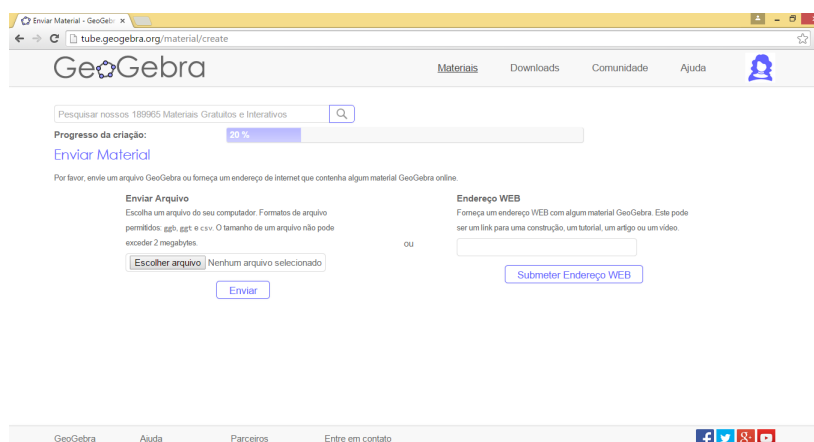 Enviar Material - GeoGeb
tube.geogebra.org/material/create
GeoGebra
Materiais Downloads Comunidade Ajuda
Pesquisar nossos 189965 Materiais Gratuitos e Interativos
Progresso da criação: 20 %
Enviar Material
Por favor, envie um arquivo GeoGebra ou forneça um endereço de internet que contenha algum material GeoGebra online.
Enviar Arquivo
Escolha um arquivo do seu computador. Formatos de arquivo
permitidos: ggb, ggt e csv. O tamanho de um arquivo não pode
exceder 2 megabytes.
Escolher arquivo Nenhum arquivo selecionado
Enviar
ou
Endereço WEB
Forneça um endereço WEB com algum material GeoGebra. Este pode
ser um link para uma construção, um tutorial, um artigo ou um vídeo.
Submeter Endereço WEB
GeoGebra Ajuda Parceiros Entre em contato